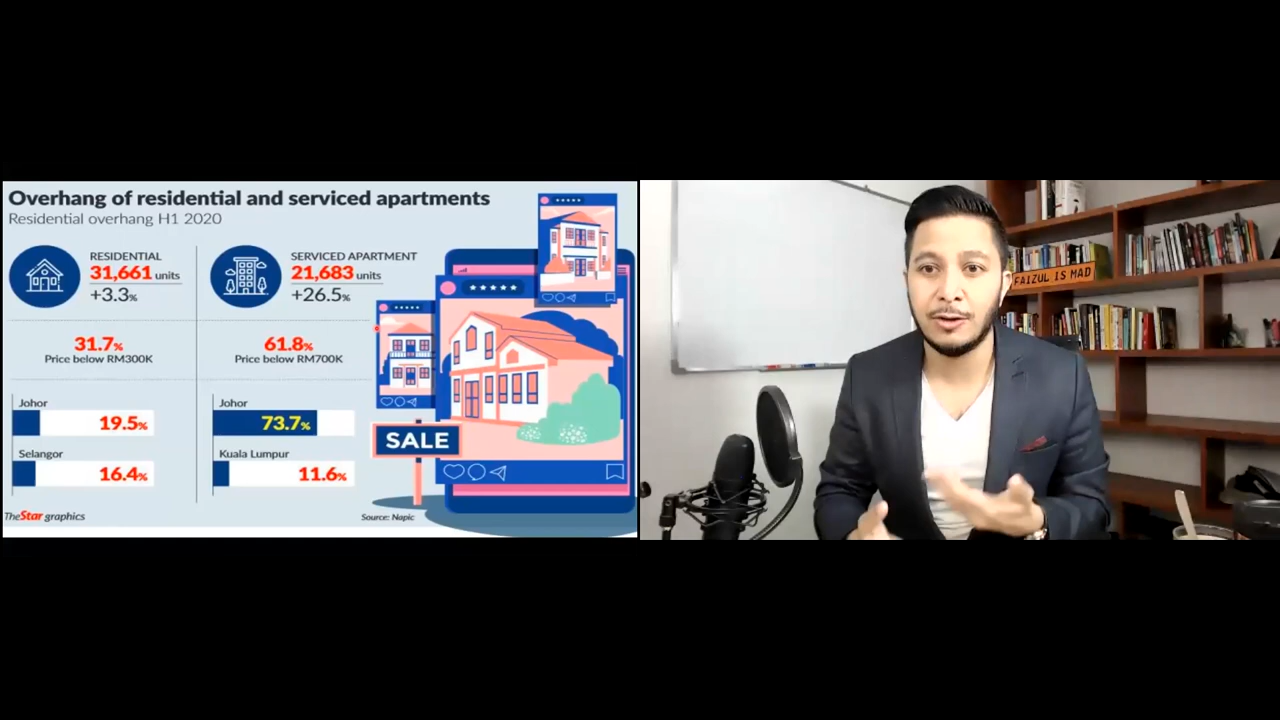 Overhang of residential and serviced apartments
Residential overhang H1 2020
RESIDENTIAL
31,661 units
+3.3%
SERVICED APARTMENT
21,683 units
+26.5%
31.7%
Price below RM300K
61.8%
Price below RM700K
Johor
19.5%
Selangor
16.4%
Johor
73.7%
Kuala Lumpur
11.6%
SALE
TheStar graphics
Source: Napic
FAIZUL IS MAD